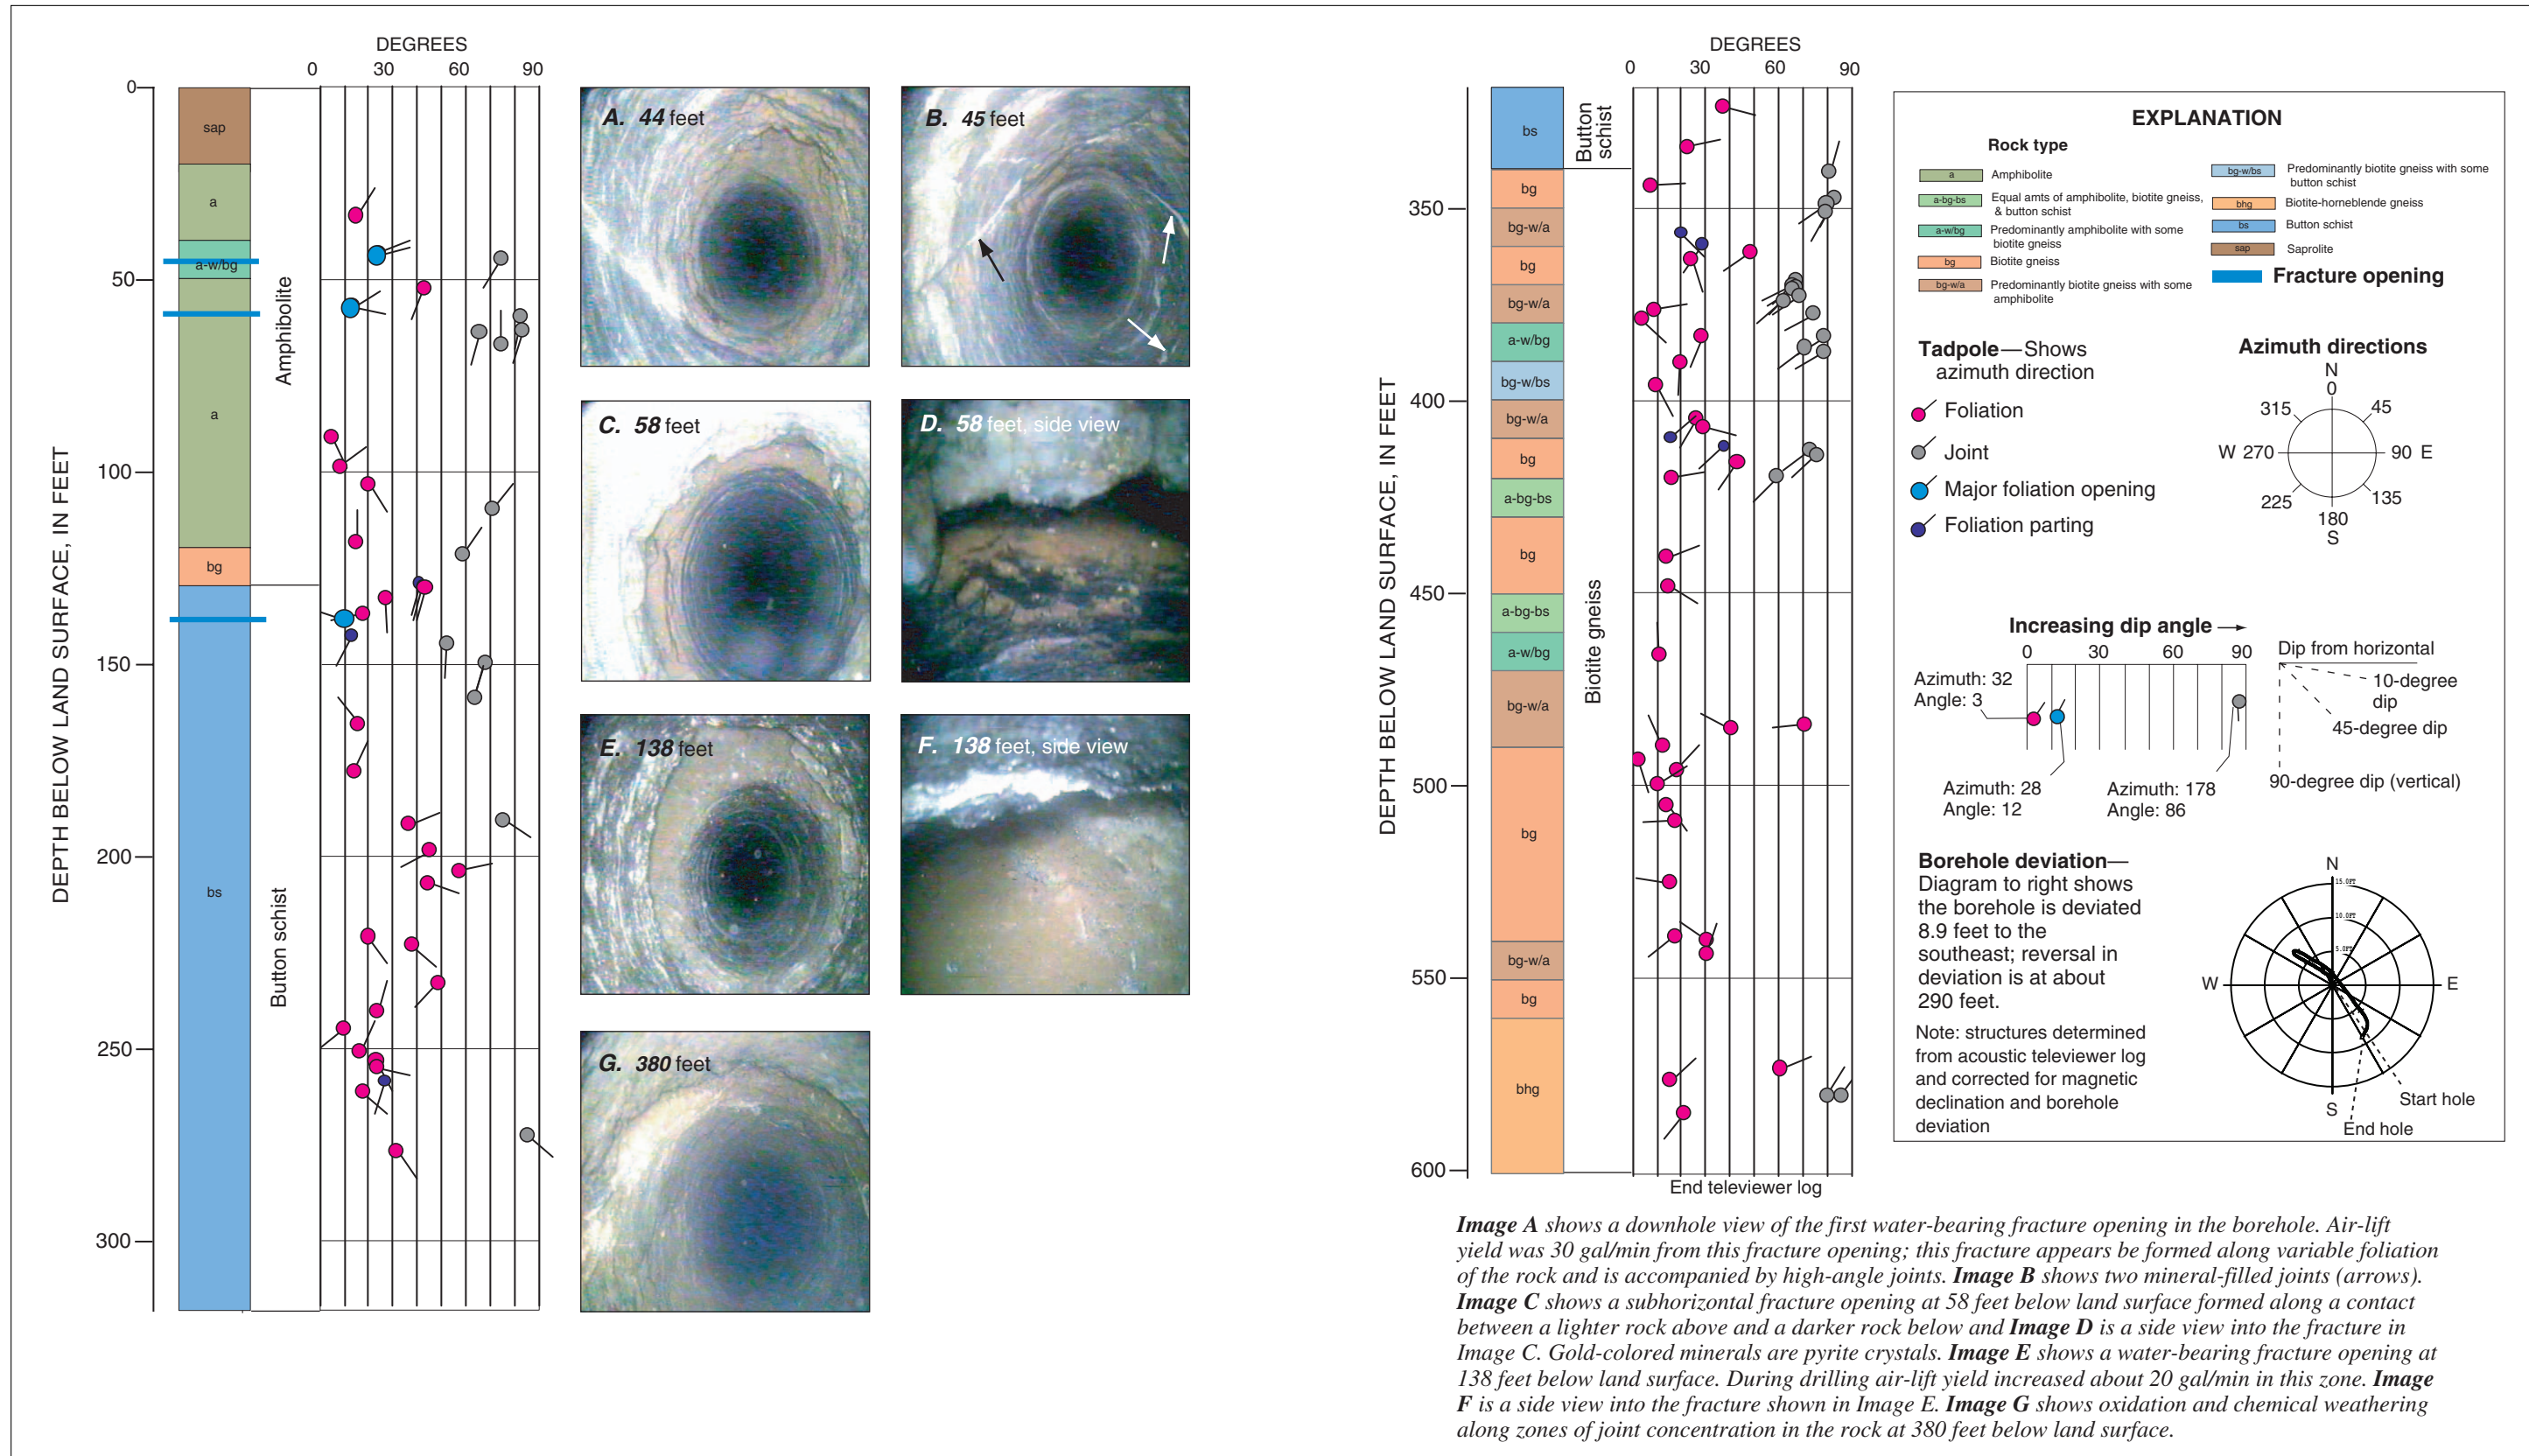 DEGREES
0 30 60 90
DEPTH BELOW LAND SURFACE, IN FEET
0
50
100
150
200
250
300
sap
a
a-w/bg
a
bg
bs
Amphibolite
Button schist
A. 44 feet
B. 45 feet
C. 58 feet
D. 58 feet, side view
E. 138 feet
F. 138 feet, side view
G. 380 feet
DEGREES
0 30 60 90
DEPTH BELOW LAND SURFACE, IN FEET
350
400
450
500
550
600
bs
bg
bg-w/a
bg
bg-w/a
a-w/bg
bg-w/bs
bg-w/a
bg
a-bg-bs
bg
a-bg-bs
a-w/bg
bg-w/a
bg
bg-w/a
bg
bhg
Button
schist
Biotite gneiss
End televiewer log
EXPLANATION
Rock type
a Amphibolite
a-bg-bs Equal amts of amphibolite, biotite gneiss,
& button schist
a-w/bg Predominantly amphibolite with some
biotite gneiss
bg Biotite gneiss
bg-w/a Predominantly biotite gneiss with some
amphibolite
bg-w/bs Predominantly biotite gneiss with some
button schist
bhg Biotite-horneblende gneiss
bs Button schist
sap Saprolite
Fracture opening
Tadpole—Shows
azimuth direction
Foliation
Joint
Major foliation opening
Foliation parting
Azimuth directions
N
0
315 45
W 270 90 E
225 135
180
S
Increasing dip angle
0 30 60 90
Azimuth: 32
Angle: 3
Azimuth: 28
Angle: 12
Azimuth: 178
Angle: 86
Dip from horizontal
10-degree
dip
45-degree dip
90-degree dip (vertical)
Borehole deviation—
Diagram to right shows
the borehole is deviated
8.9 feet to the
southeast; reversal in
deviation is at about
290 feet.
Note: structures determined
from acoustic televiewer log
and corrected for magnetic
declination and borehole
deviation
N
15.0FT
10.0FT
5.0FT
W E
S
Start hole
End hole
Image A shows a downhole view of the first water-bearing fracture opening in the borehole. Air-lift
yield was 30 gal/min from this fracture opening; this fracture appears be formed along variable foliation
of the rock and is accompanied by high-angle joints. Image B shows two mineral-filled joints (arrows).
Image C shows a subhorizontal fracture opening at 58 feet below land surface formed along a contact
between a lighter rock above and a darker rock below and Image D is a side view into the fracture in
Image C. Gold-colored minerals are pyrite crystals. Image E shows a water-bearing fracture opening at
138 feet below land surface. During drilling air-lift yield increased about 20 gal/min in this zone. Image
F is a side view into the fracture shown in Image E. Image G shows oxidation and chemical weathering
along zones of joint concentration in the rock at 380 feet below land surface.